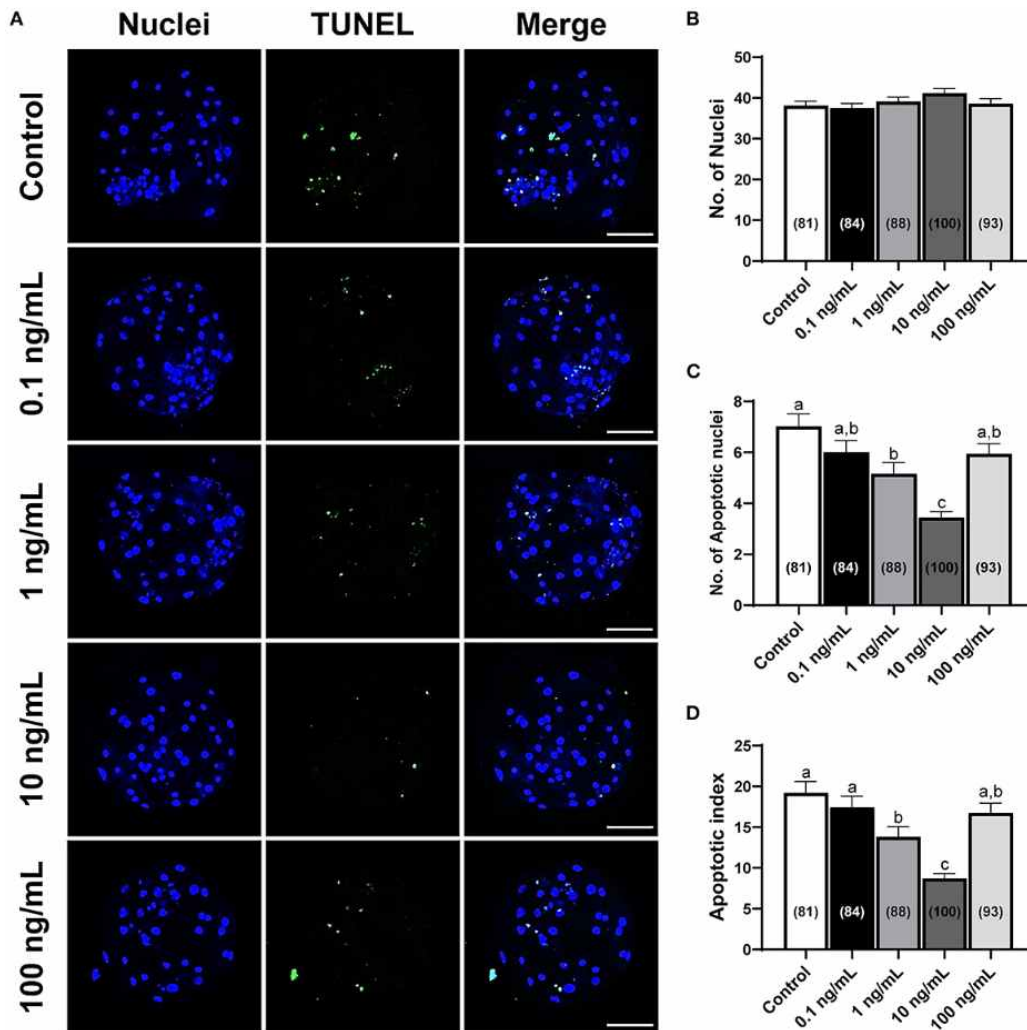 A
Nuclei TUNEL Merge
Control
0.1 ng/mL
1 ng/mL
10 ng/mL
100 ng/mL
B
No. of Nuclei
50
40
30
20
10
0
(81) (84) (88) (100) (93)
Control 0.1 ng/mL 1 ng/mL 10 ng/mL 100 ng/mL
C
No. of Apoptotic nuclei
8
6
4
2
0
a a,b b c a,b
(81) (84) (88) (100) (93)
Control 0.1 ng/mL 1 ng/mL 10 ng/mL 100 ng/mL
D
Apoptotic index
25
20
15
10
5
0
a a b c a,b
(81) (84) (88) (100) (93)
Control 0.1 ng/mL 1 ng/mL 10 ng/mL 100 ng/mL